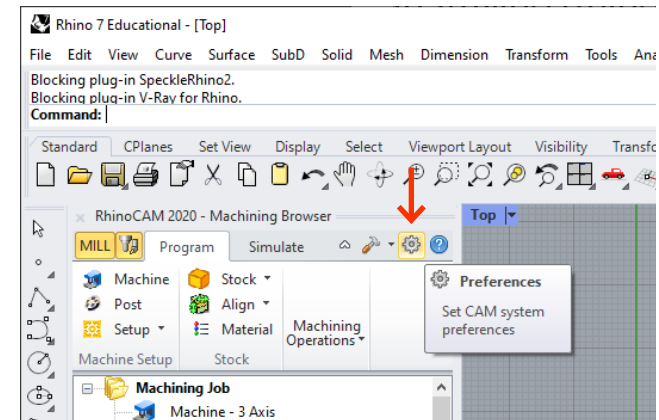 Rhino 7 Educational - [Top]
File Edit View Curve Surface SubD Solid Mesh Dimension Transform Tools Ana
Blocking plug-in SpeckleRhino2.
Blocking plug-in V-Ray for Rhino.
Command:
Standard CPlanes Set View Display Select Viewport Layout Visibility Transfo
RhinoCAM 2020 - Machining Browser
Top
MILL Program Simulate
Machine Stock
Post Align
Setup Material
Machining
Operations
Machine Setup Stock
Preferences
Set CAM system
preferences
Machining Job
Machine - 3 Axis